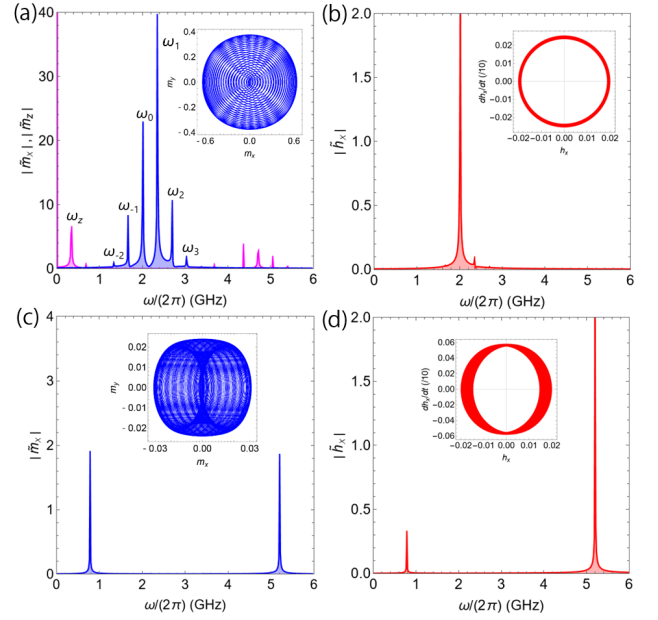 (a)
40
30
20
10
0
| m̃x | , | m̃z |
ωz
ω-2
ω-1
ω0
ω1
ω2
ω3
0.4
0.2
0.0
- 0.2
- 0.4
my
-0.6
0.0
0.6
mx
0 1 2 3 4 5 6
ω/(2π) (GHz)
(b)
2.0
1.5
1.0
0.5
0.0
| h̃x |
0.02
0.01
0.00
-0.01
-0.02
dhx/dt (/10)
-0.02 -0.01 0.00 0.01 0.02
hx
0 1 2 3 4 5 6
ω/(2π) (GHz)
(c)
4
3
2
1
0
| m̃x |
0.02
0.01
0.00
- 0.01
- 0.02
my
- 0.03
0.00
0.03
mx
0 1 2 3 4 5 6
ω/(2π) (GHz)
(d)
2.0
1.5
1.0
0.5
0.0
| h̃x |
0.06
0.04
0.02
0.00
-0.02
-0.04
-0.06
dhx/dt (/10)
-0.02 -0.01 0.00 0.01 0.02
hx
0 1 2 3 4 5 6
ω/(2π) (GHz)